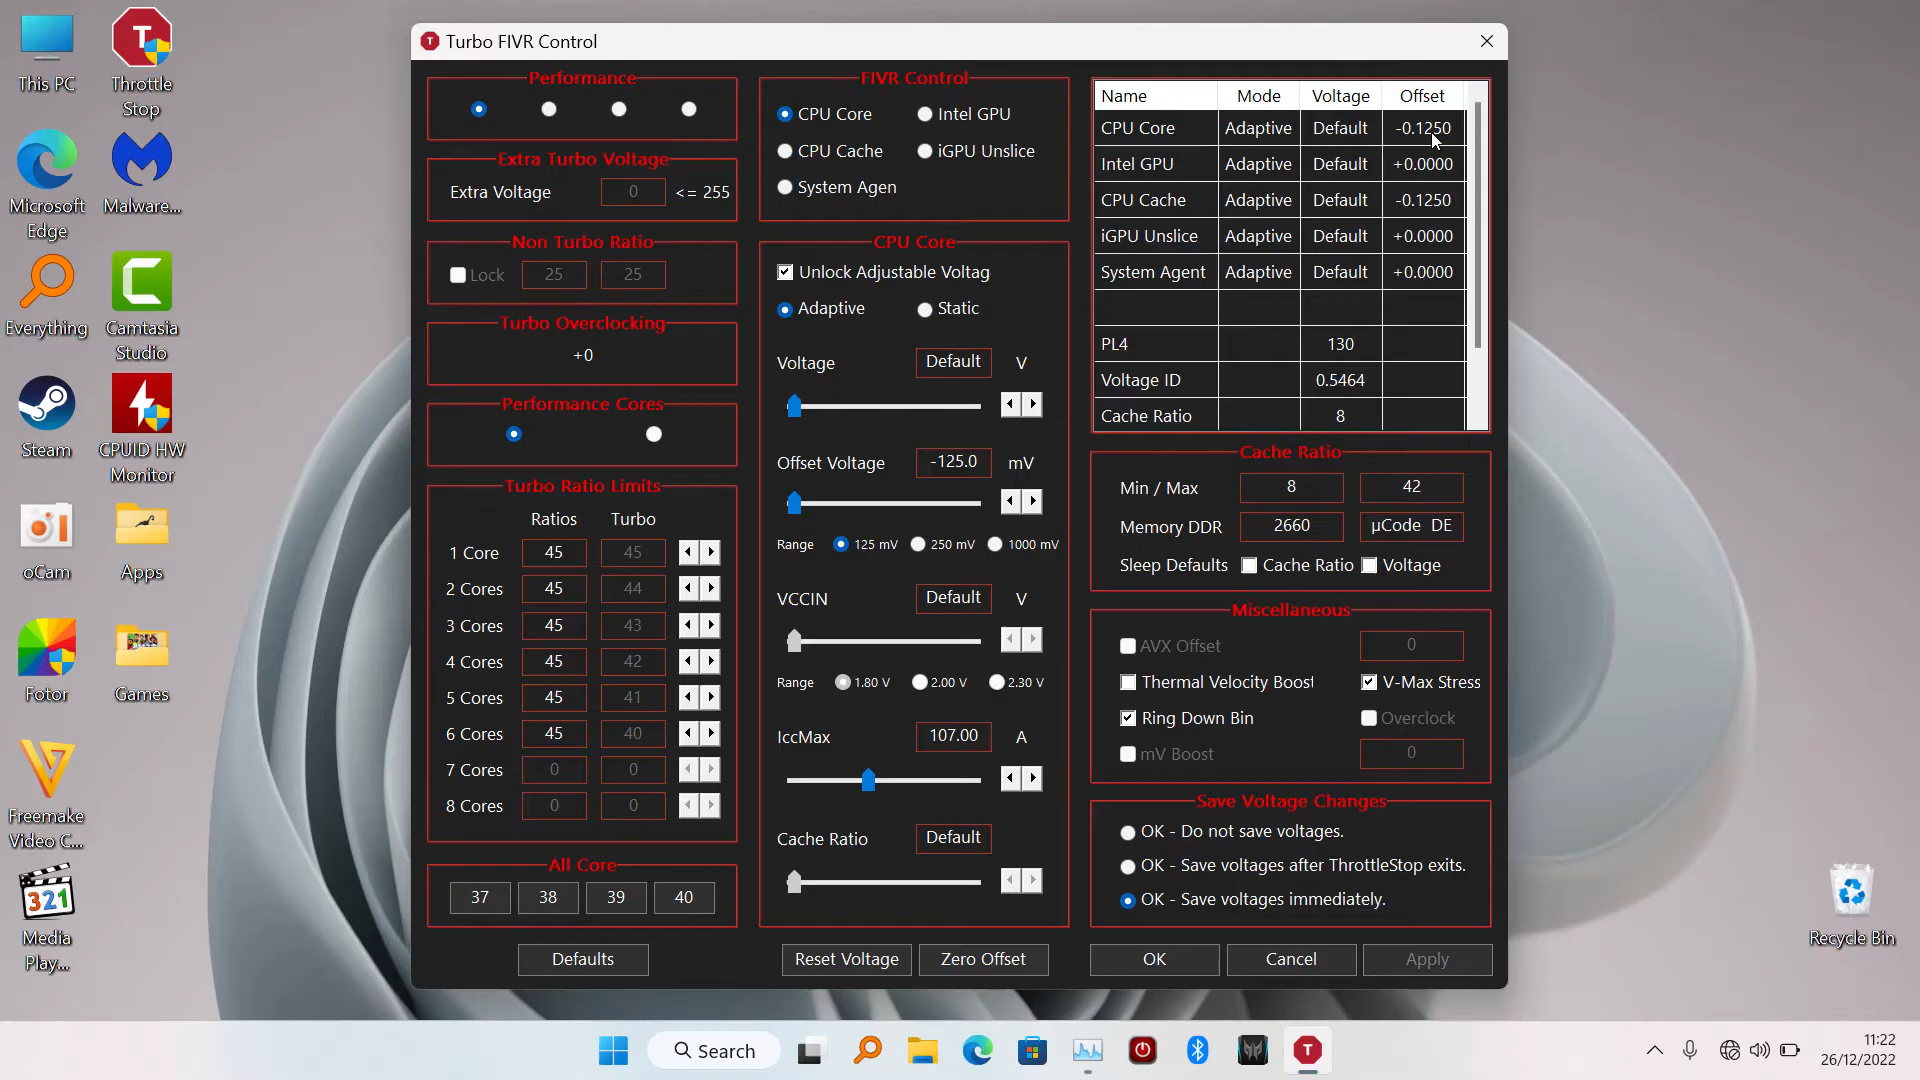 This PC
Throttle
Stop
Microsoft
Edge
Malware...
Everything
Camtasia
Studio
Steam
CPUID HW
Monitor
oCam
Apps
Fotor
Games
Freemake
Video C...
Media
Play...
Recycle Bin
Turbo FIVR Control
Performance
Extra Turbo Voltage
Extra Voltage 0 <= 255
Non Turbo Ratio
Lock 25 25
Turbo Overclocking
+0
Performance Cores
Turbo Ratio Limits
Ratios Turbo
1 Core 45 45
2 Cores 45 44
3 Cores 45 43
4 Cores 45 42
5 Cores 45 41
6 Cores 45 40
7 Cores 0 0
8 Cores 0 0
All Core
37 38 39 40
Defaults
FIVR Control
CPU Core Intel GPU
CPU Cache iGPU Unslice
System Agen
CPU Core
Unlock Adjustable Voltag
Adaptive Static
Voltage Default V
Offset Voltage -125.0 mV
Range 125 mV 250 mV 1000 mV
VCCIN Default V
Range 1.80 V 2.00 V 2.30 V
IccMax 107.00 A
Cache Ratio Default
Reset Voltage Zero Offset
Name Mode Voltage Offset
CPU Core Adaptive Default -0.1250
Intel GPU Adaptive Default +0.0000
CPU Cache Adaptive Default -0.1250
iGPU Unslice Adaptive Default +0.0000
System Agent Adaptive Default +0.0000
PL4 130
Voltage ID 0.5464
Cache Ratio 8
Cache Ratio
Min / Max 8 42
Memory DDR 2660 µCode DE
Sleep Defaults Cache Ratio Voltage
Miscellaneous
AVX Offset 0
Thermal Velocity Boost V-Max Stress
Ring Down Bin Overclock
mV Boost 0
Save Voltage Changes
OK - Do not save voltages.
OK - Save voltages after ThrottleStop exits.
OK - Save voltages immediately.
OK Cancel Apply
Search
11:22
26/12/2022